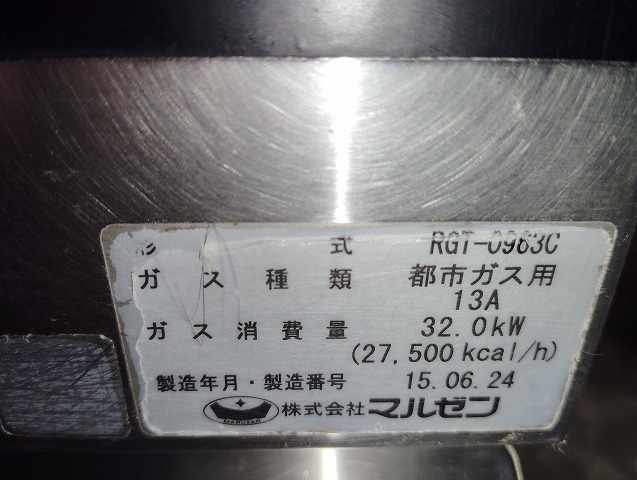 形式 RGT-0963C
ガス種類 都市ガス用
13A
ガス消費量 32.0kW
(27,500kcal/h)
製造年月・製造番号 15.06.24
MARUZEN 株式会社マルゼン